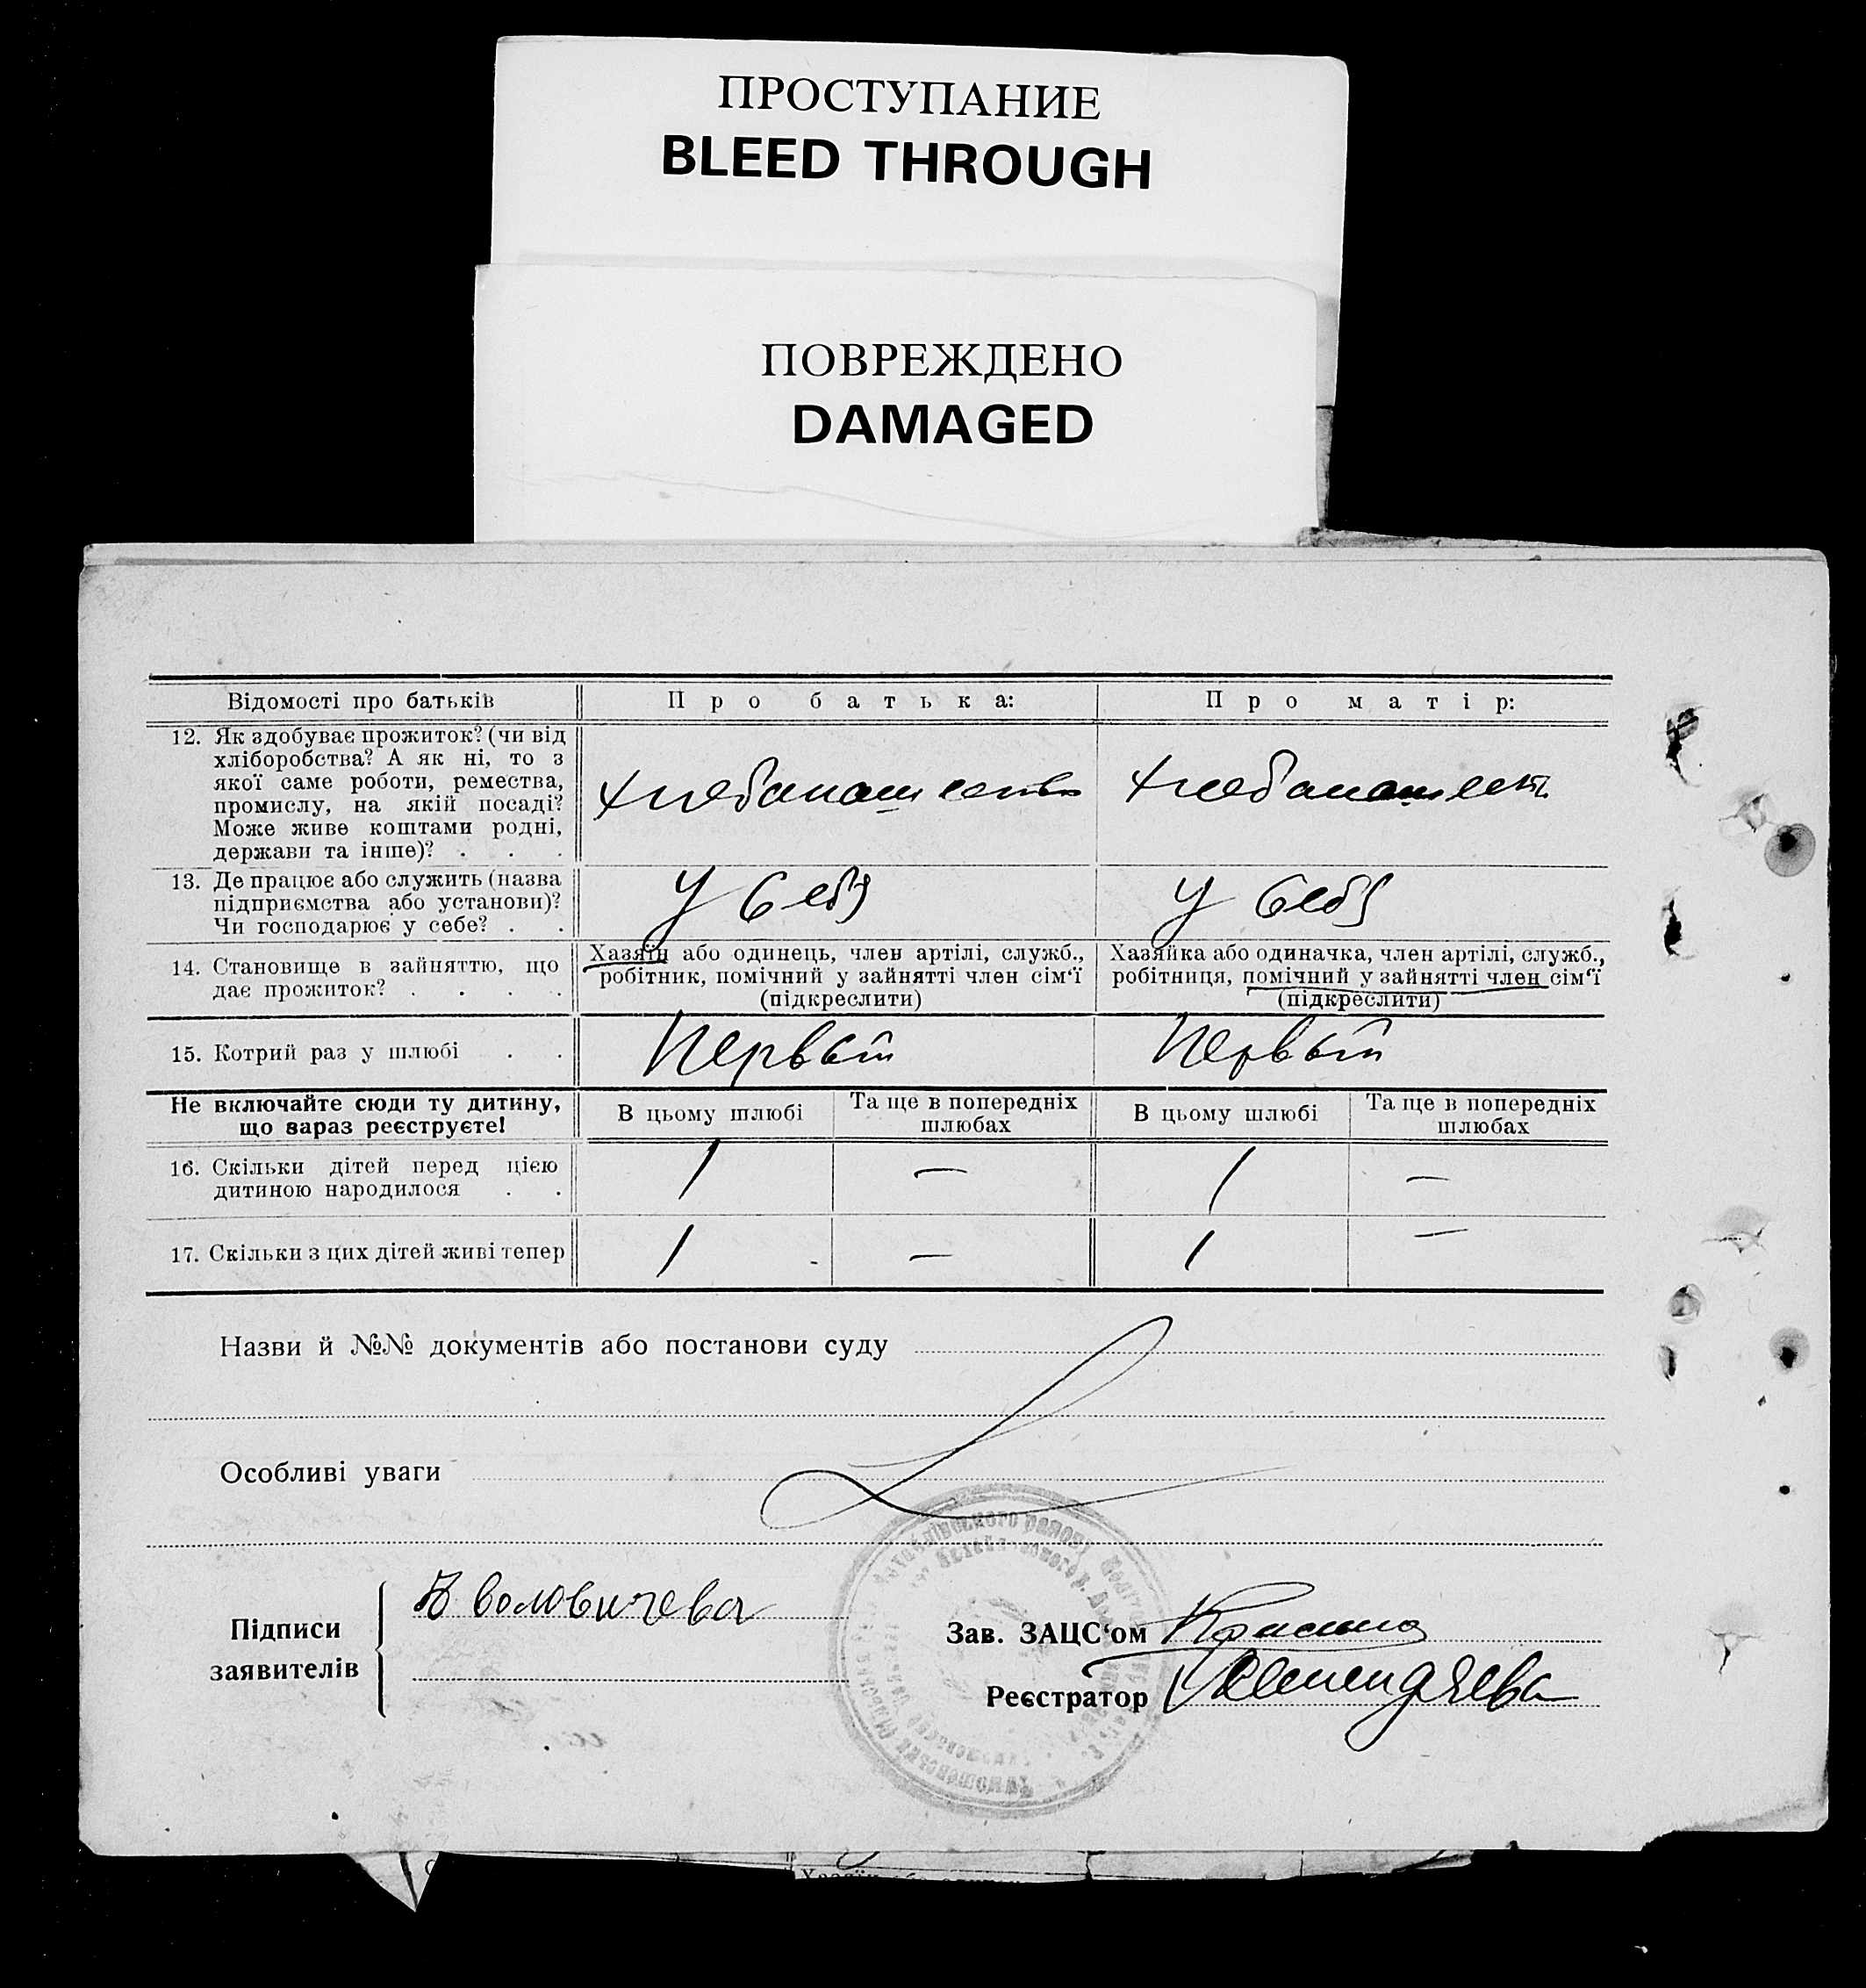 ПРОСТУПАНИЕ
BLEED THROUGH
ПОВРЕЖДЕНО
DAMAGED
Відомості про батьків
Про батька:
Про матір:
12. Як здобуває прожиток? (чи від
хліборобства? А як ні, то з
якої саме роботи, ремества,
промислу, на якій посаді?
Може живе коштами родні,
держави та інше)? . . .
13. Де працює або служить (назва
підприємства або установи)?
Чи господарює у себе? . .
У Себя
У Себя
14. Становище в зайняттю, що
дає прожиток? . . . .
Хазяїн або одинець, член артілі, служб.,
робітник, помічний у зайнятті член сім'ї
(підкреслити)
Хазяйка або одиначка, член артілі, служб.,
робітниця, помічний у зайнятті член сім'ї
(підкреслити)
15. Котрий раз у шлюбі . .
Первый
Первый
Не включайте сюди ту дитину,
що зараз реєструєте!
В цьому шлюбі
Та ще в попередніх
шлюбах
В цьому шлюбі
Та ще в попередніх
шлюбах
16. Скільки дітей перед цією
дитиною народилося . .
1 — 1 —
17. Скільки з цих дітей живі тепер
1 — 1 —
Назви й №№ документів або постанови суду
Особливі уваги
Підписи
заявителів
Зав. ЗАЦС'ом
Реєстратор